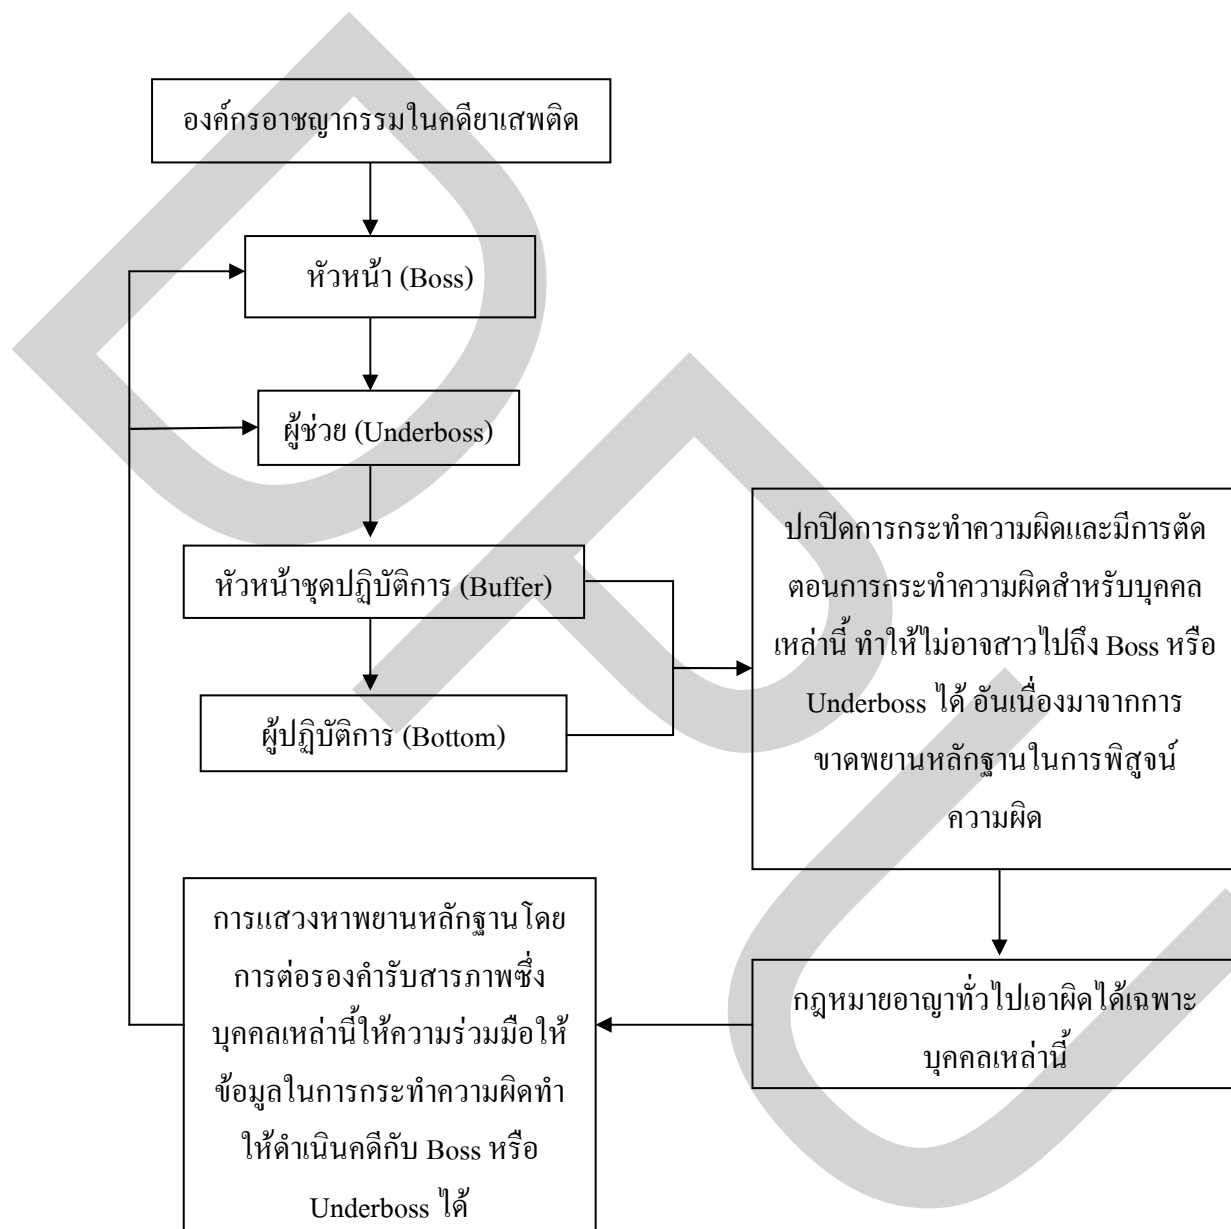 องค์กรอาชญากรรมในคดียาเสพติด
หัวหน้า (Boss)
ผู้ช่วย (Underboss)
หัวหน้าชุดปฏิบัติการ (Buffer)
ผู้ปฏิบัติการ (Bottom)
ปกปิดการกระทำความผิดและมีการตัด
ตอนการกระทำความผิดสำหรับบุคคล
เหล่านี้ ทำให้ไม่อาจสาวไปถึง Boss หรือ
Underboss ได้ อันเนื่องมาจากการ
ขาดพยานหลักฐานในการพิสูจน์
ความผิด
กฎหมายอาญาทั่วไปเอาผิดได้เฉพาะ
บุคคลเหล่านี้
การแสวงหาพยานหลักฐานโดย
การต่อรองคำรับสารภาพซึ่ง
บุคคลเหล่านี้ให้ความร่วมมือให้
ข้อมูลในการกระทำความผิดทำ
ให้ดำเนินคดีกับ Boss หรือ
Underboss ได้
DPU